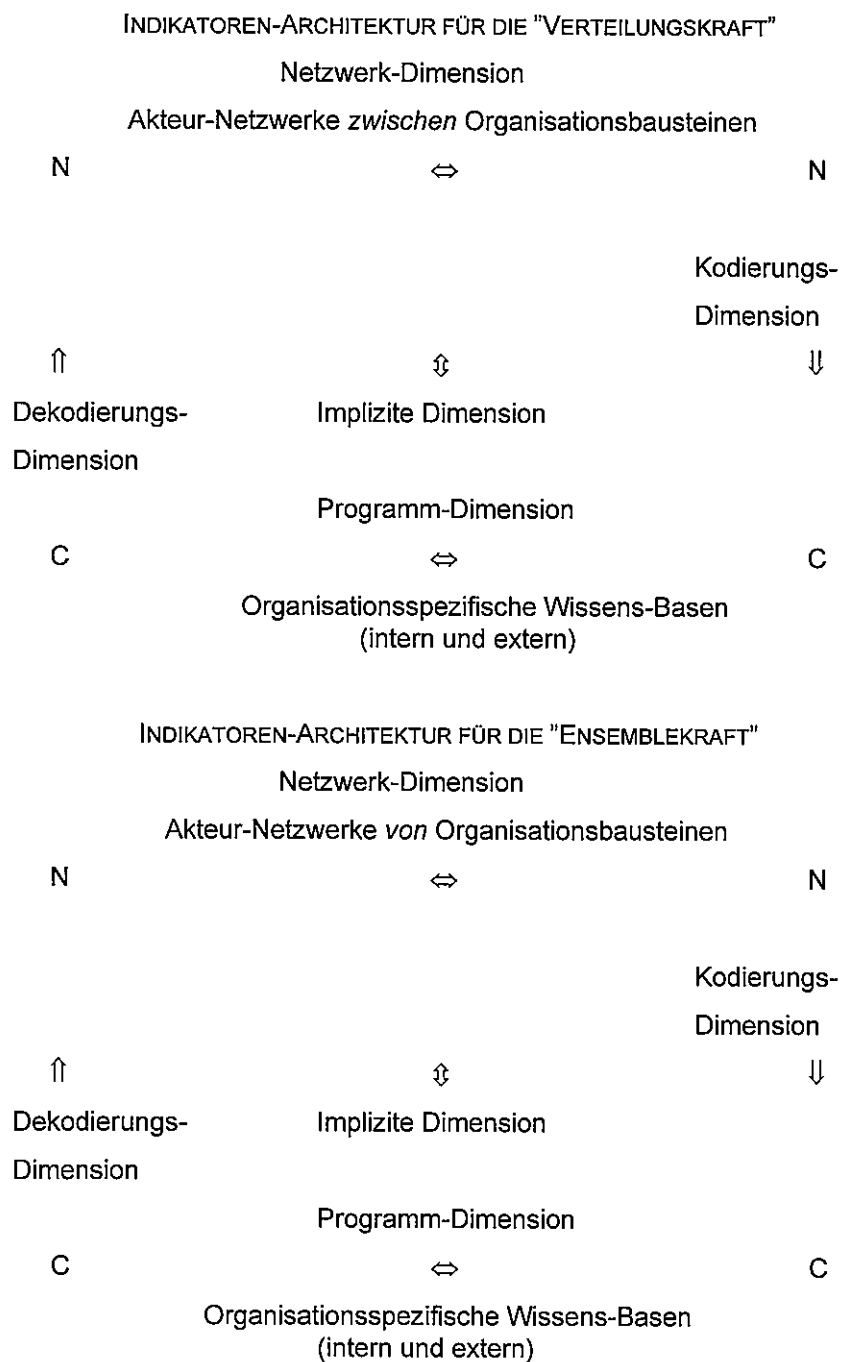 INDIKATOREN-ARCHITEKTUR FÜR DIE "VERTEILUNGSKRAFT"
Netzwerk-Dimension
Akteur-Netzwerke zwischen Organisationsbausteinen
N ⇔ N
Kodierungs-
Dimension
⇑ ⇕ ⇓
Dekodierungs- Implizite Dimension
Dimension
Programm-Dimension
C ⇔ C
Organisationsspezifische Wissens-Basen
(intern und extern)
INDIKATOREN-ARCHITEKTUR FÜR DIE "ENSEMBLEKRAFT"
Netzwerk-Dimension
Akteur-Netzwerke von Organisationsbausteinen
N ⇔ N
Kodierungs-
Dimension
⇑ ⇕ ⇓
Dekodierungs- Implizite Dimension
Dimension
Programm-Dimension
C ⇔ C
Organisationsspezifische Wissens-Basen
(intern und extern)